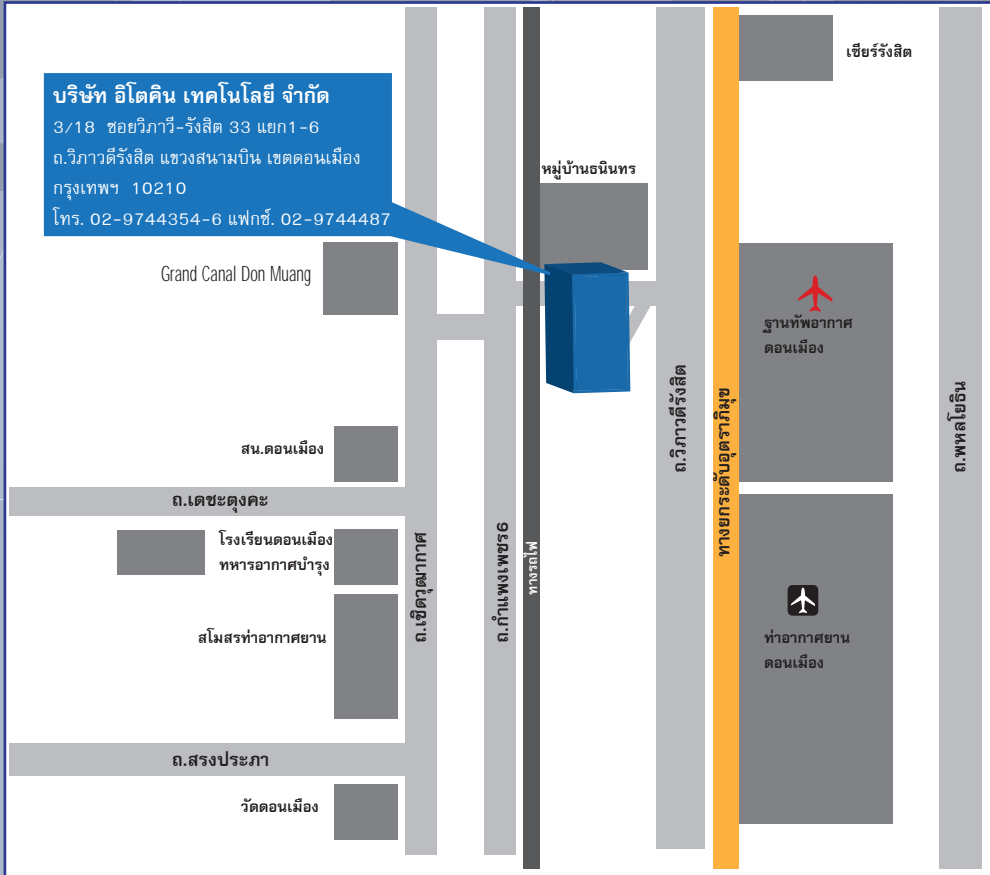 เซียร์รังสิต
บริษัท อิโตคิน เทคโนโลยี จำกัด
3/18 ซอยวิภาวี-รังสิต 33 แยก1-6
ถ.วิภาวดีรังสิต แขวงสนามบิน เขตดอนเมือง
กรุงเทพฯ 10210
โทร. 02-9744354-6 แฟกซ์. 02-9744487
หมู่บ้านธนินทร
Grand Canal Don Muang
ฐานทัพอากาศ
ดอนเมือง
ถ.วิภาวดีรังสิต
ทางยกระดับอุตราภิมุข
ถ.พหลโยธิน
สน.ดอนเมือง
ถ.เดชะตุงคะ
โรงเรียนดอนเมือง
ทหารอากาศบำรุง
ถ.เชิดวุฒากาศ
ถ.กำแพงเพชร6
ทางรถไฟ
สโมสรท่าอากาศยาน
ท่าอากาศยาน
ดอนเมือง
ถ.สรงประภา
วัดดอนเมือง